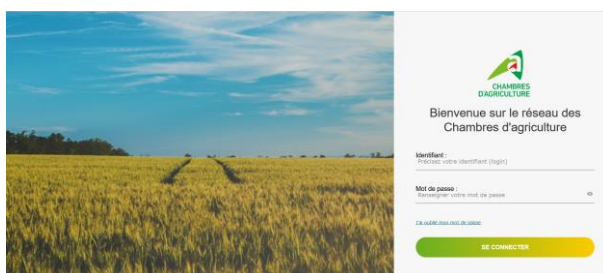 CHAMBRES
D'AGRICULTURE
Bienvenue sur le réseau des
Chambres d'agriculture
Identifiant :
Précisez votre identifiant (login)
Mot de passe :
Renseigner votre mot de passe
J'ai oublié mon mot de passe
SE CONNECTER